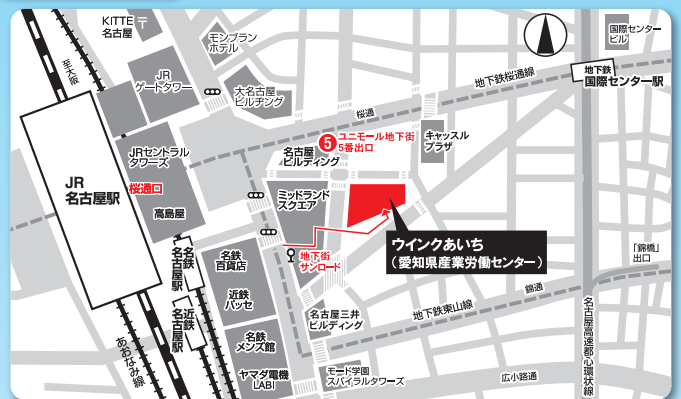 KITTE
名古屋
〒
モンブラン
ホテル
国際センター
ビル
至大阪
JR
ゲートタワー
大名古屋
ビルヂング
地下鉄桜通線
地下鉄
国際センター駅
桜通
5
ユニモール地下街
5番出口
キャッスル
プラザ
JRセントラル
タワーズ
名古屋
ビルディング
JR
名古屋駅
桜通口
高島屋
ミッドランド
スクエア
ウインクあいち
(愛知県産業労働センター)
名鉄
名古屋駅
名鉄
百貨店
地下街
サンロード
「錦橋」
出口
近鉄
パッセ
錦通
近鉄
名古屋駅
名古屋三井
ビルディング
地下鉄東山線
名古屋高速都心環状線
あおなみ線
名鉄
メンズ館
ヤマダ電機
LABI
モード学園
スパイラルタワーズ
広小路通